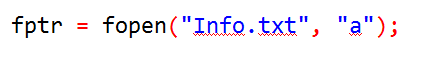 fptr = fopen("Info.txt", "a");